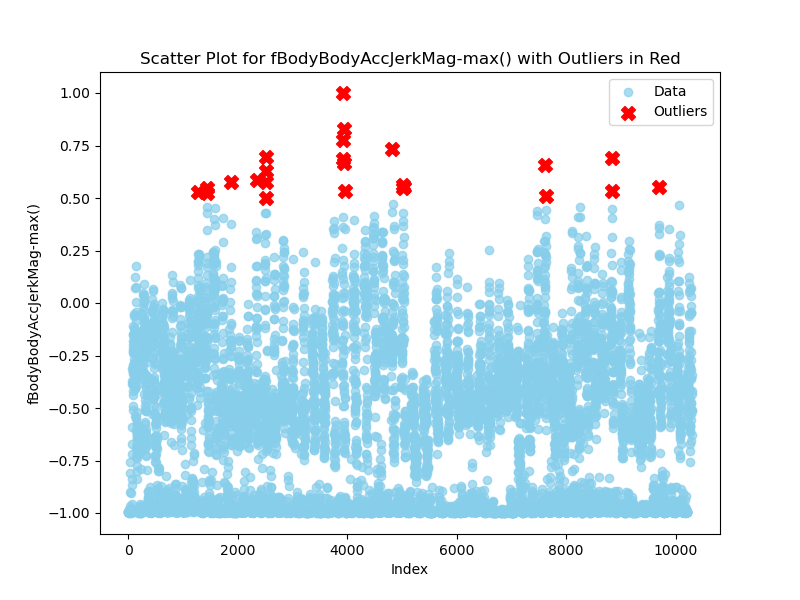 Scatter Plot for fBodyBodyAccJerkMag-max() with Outliers in Red
Data
Outliers
1.00
0.75
0.50
0.25
0.00
−0.25
−0.50
−0.75
−1.00
fBodyBodyAccJerkMag-max()
0 2000 4000 6000 8000 10000
Index